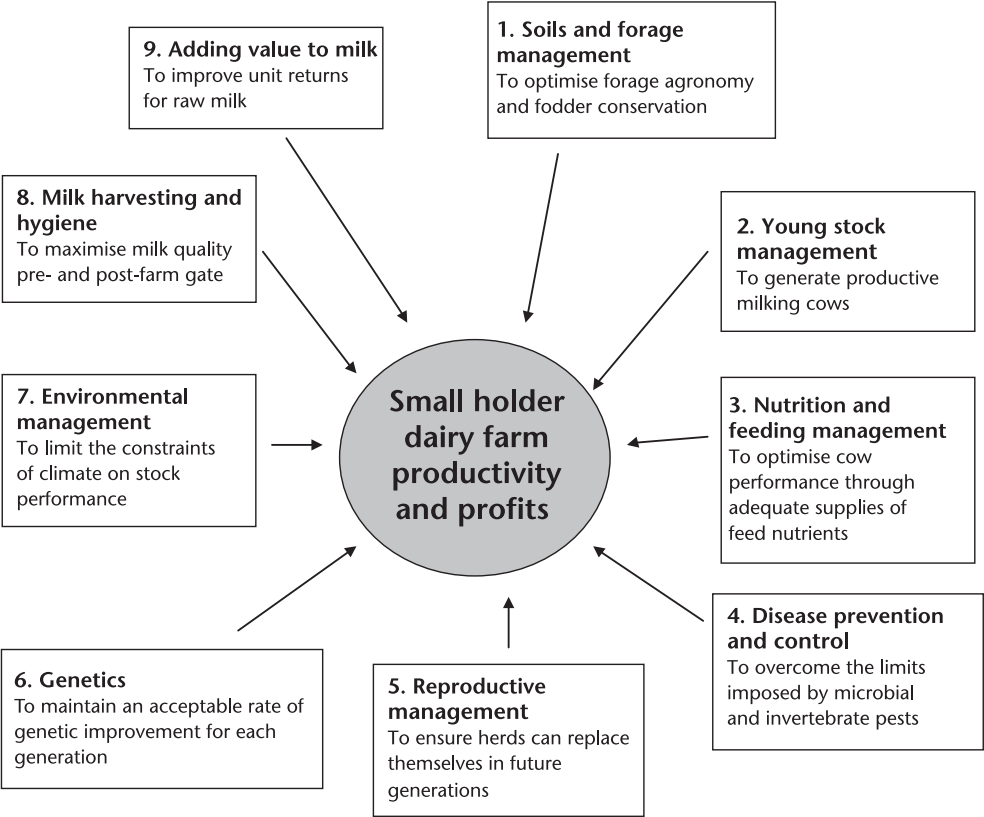 1. Soils and forage
management
To optimise forage agronomy
and fodder conservation
2. Young stock
management
To generate productive
milking cows
3. Nutrition and
feeding management
To optimise cow
performance through
adequate supplies of
feed nutrients
4. Disease prevention
and control
To overcome the limits
imposed by microbial
and invertebrate pests
5. Reproductive
management
To ensure herds can replace
themselves in future
generations
6. Genetics
To maintain an acceptable rate of
genetic improvement for each
generation
7. Environmental
management
To limit the constraints
of climate on stock
performance
8. Milk harvesting and
hygiene
To maximise milk quality
pre- and post-farm gate
9. Adding value to milk
To improve unit returns
for raw milk
Small holder
dairy farm
productivity
and profits